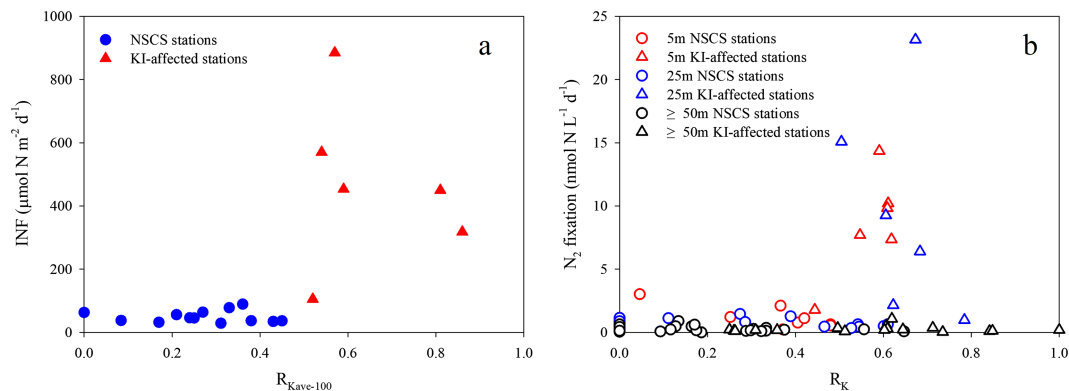 a
NSCS stations
KI-affected stations
INF (μmol N m⁻² d⁻¹)
1000
800
600
400
200
0
0.0 0.2 0.4 0.6 0.8 1.0
R_Kave-100
b
5m NSCS stations
5m KI-affected stations
25m NSCS stations
25m KI-affected stations
≥ 50m NSCS stations
≥ 50m KI-affected stations
N₂ fixation (nmol N L⁻¹ d⁻¹)
25
20
15
10
5
0
0.0 0.2 0.4 0.6 0.8 1.0
R_K